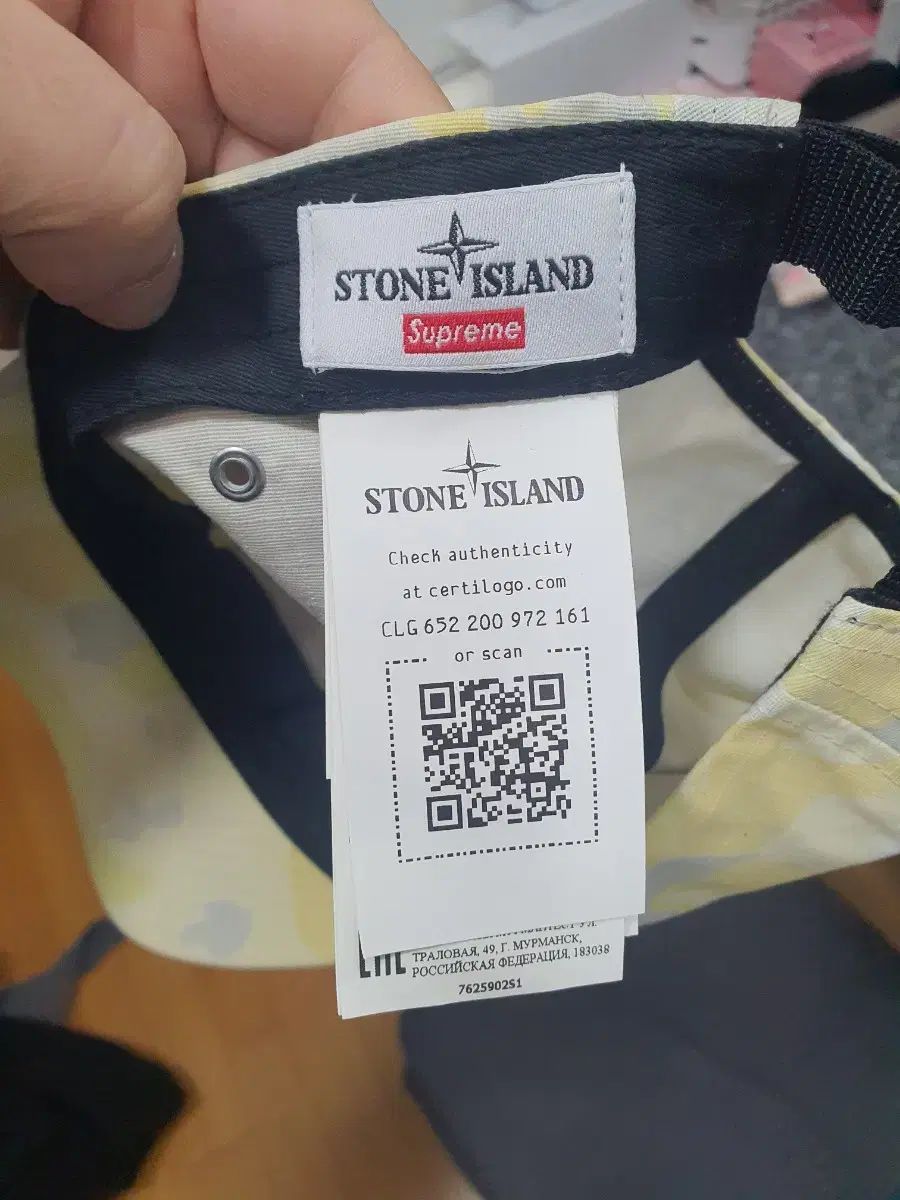 STONE ISLAND
Supreme
STONE ISLAND
Check authenticity
at certilogo.com
CLG 652 200 972 161
or scan
ТРАЛОВАЯ, 49, Г. МУРМАНСК,
РОССИЙСКАЯ ФЕДЕРАЦИЯ, 183038
7625902S1